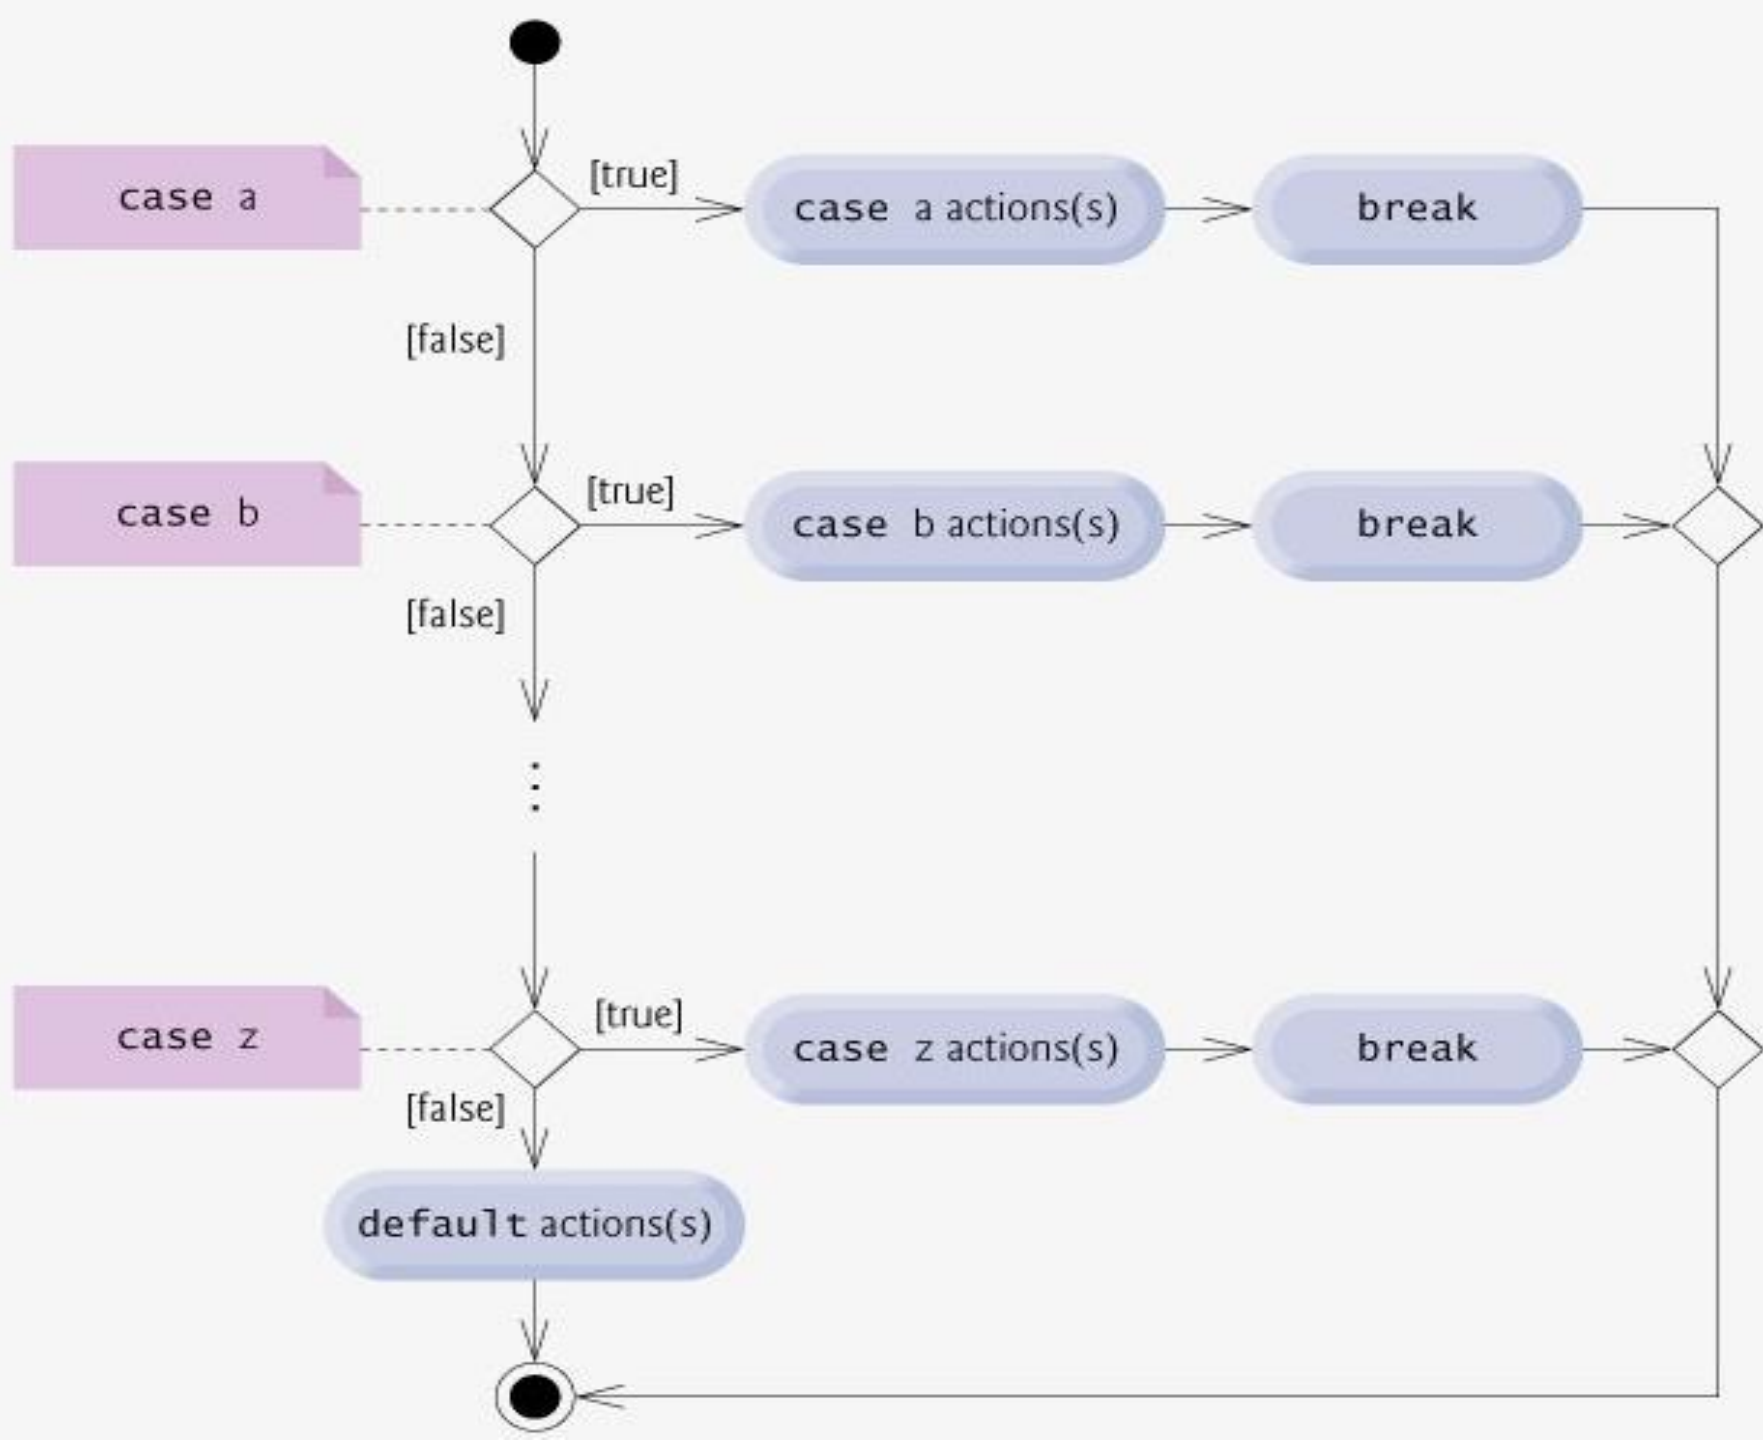 case a
[true]
case a actions(s)
break
[false]
case b
[true]
case b actions(s)
break
[false]
case z
[true]
case z actions(s)
break
[false]
default actions(s)